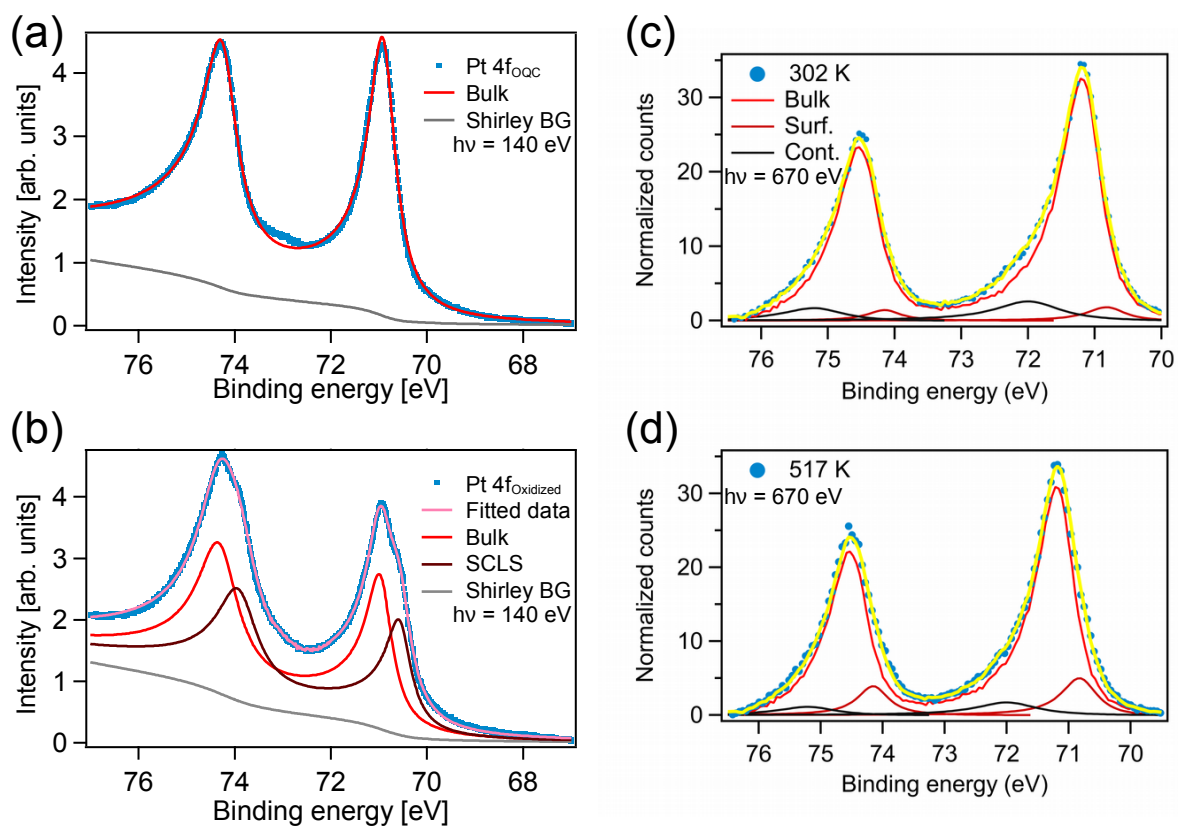 (a)
Intensity [arb. units]
4
3
2
1
0
Pt 4fOQC
Bulk
Shirley BG
hν = 140 eV
76 74 72 70 68
Binding energy [eV]
(b)
Intensity [arb. units]
4
3
2
1
0
Pt 4fOxidized
Fitted data
Bulk
SCLS
Shirley BG
hν = 140 eV
76 74 72 70 68
Binding energy [eV]
(c)
Normalized counts
30
20
10
0
302 K
Bulk
Surf.
Cont.
hν = 670 eV
76 75 74 73 72 71 70
Binding energy (eV)
(d)
Normalized counts
30
20
10
0
517 K
hν = 670 eV
76 75 74 73 72 71 70
Binding energy (eV)